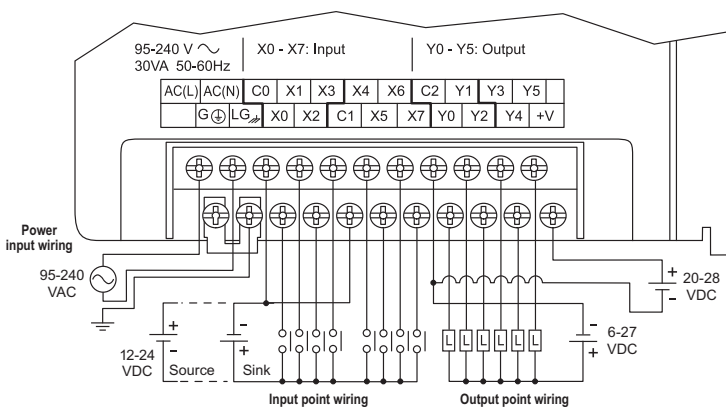 95-240 V ∿ X0 - X7: Input Y0 - Y5: Output
30VA 50-60Hz
AC(L) AC(N) C0 X1 X3 X4 X6 C2 Y1 Y3 Y5
G LG X0 X2 C1 X5 X7 Y0 Y2 Y4 +V
Power
input wiring
95-240
VAC
+
-
12-24
VDC
Source
-
+
Sink
Input point wiring
L L L L L L
Output point wiring
-
+
6-27
VDC
+
-
20-28
VDC